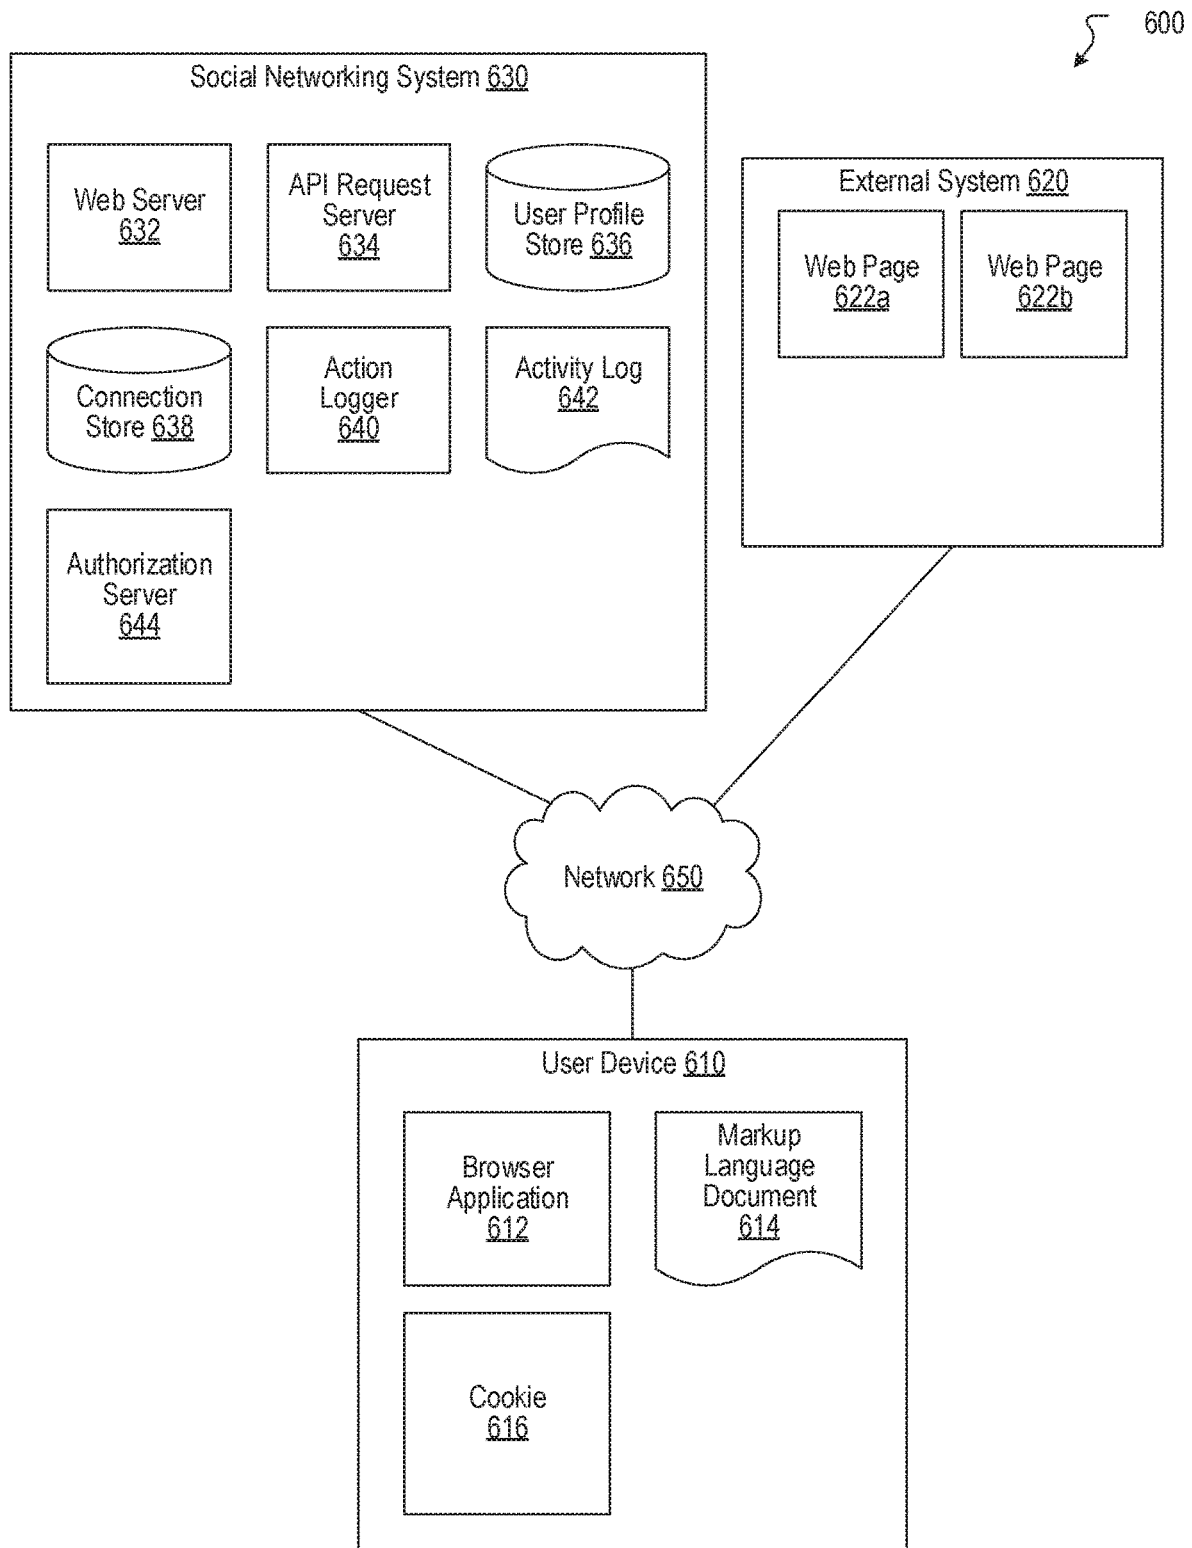 600
Social Networking System 630
Web Server
632
API Request
Server
634
User Profile
Store 636
Connection
Store 638
Action
Logger
640
Activity Log
642
Authorization
Server
644
External System 620
Web Page
622a
Web Page
622b
Network 650
User Device 610
Browser
Application
612
Markup
Language
Document
614
Cookie
616